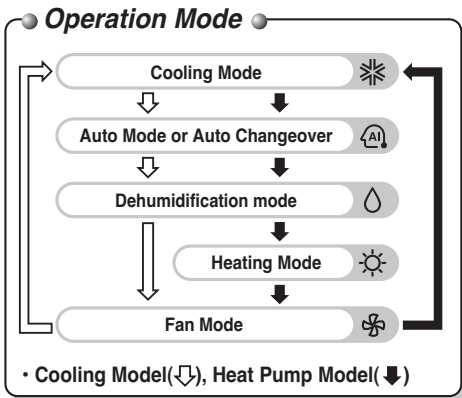 Operation Mode
Cooling Mode
Auto Mode or Auto Changeover
AI
Dehumidification mode
Heating Mode
Fan Mode
· Cooling Model(⇩), Heat Pump Model(⬇)